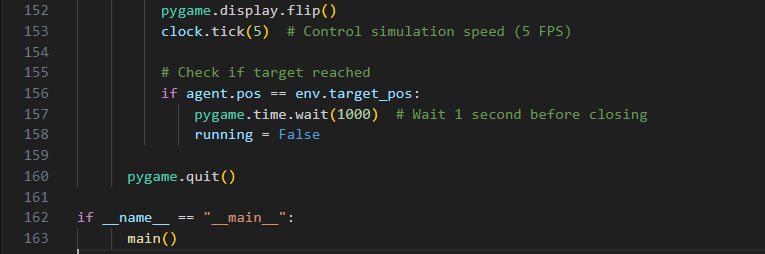 152 pygame.display.flip()
153 clock.tick(5)  # Control simulation speed (5 FPS)
154
155 # Check if target reached
156 if agent.pos == env.target_pos:
157 pygame.time.wait(1000)  # Wait 1 second before closing
158 running = False
159
160 pygame.quit()
161
162 if __name__ == "__main__":
163 main()